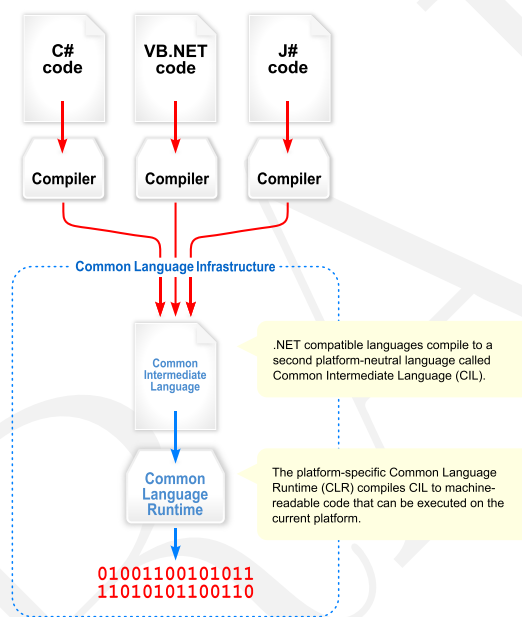 C#
code
VB.NET
code
J#
code
Compiler
Compiler
Compiler
Common Language Infrastructure
Common
Intermediate
Language
.NET compatible languages compile to a
second platform-neutral language called
Common Intermediate Language (CIL).
Common
Language
Runtime
The platform-specific Common Language
Runtime (CLR) compiles CIL to machine-
readable code that can be executed on the
current platform.
01001100101011
11010101100110